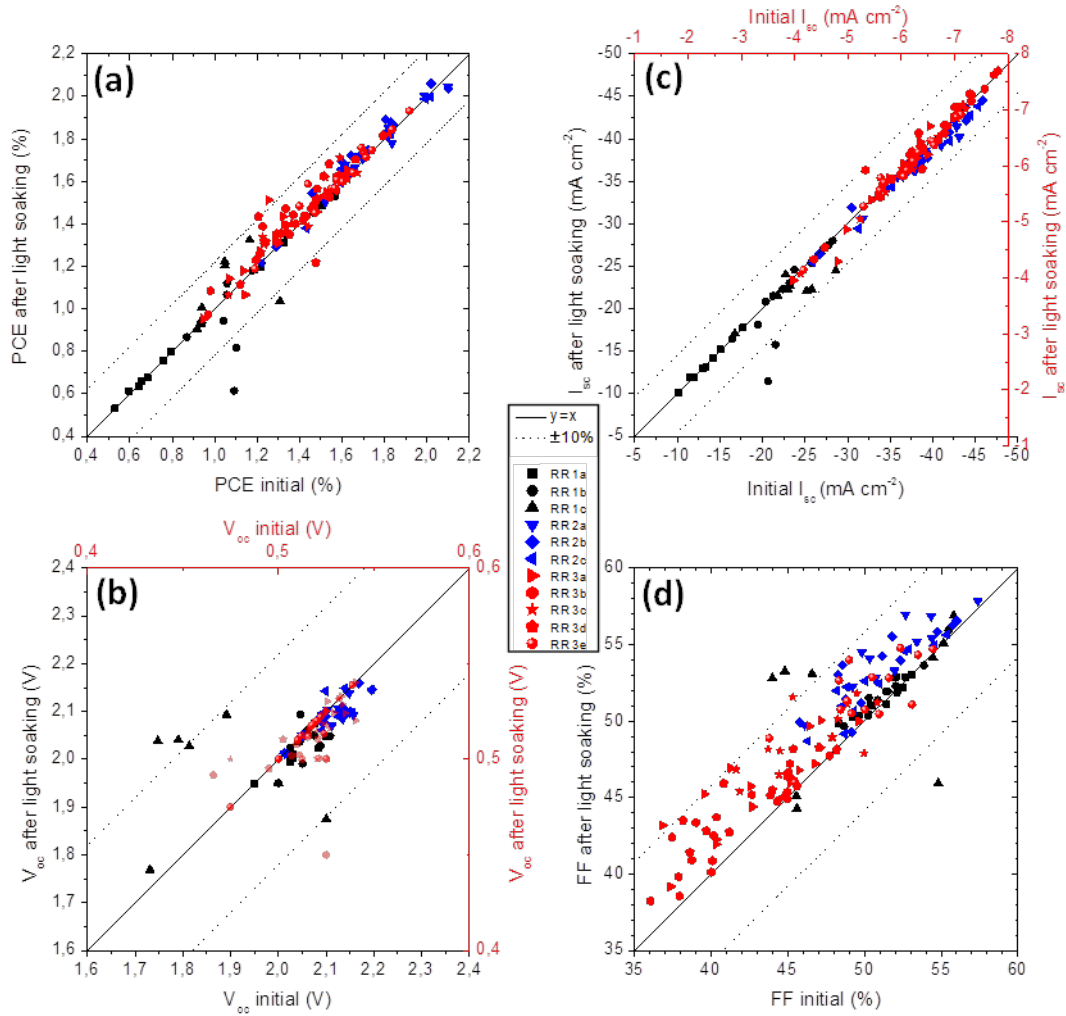 (a)
PCE after light soaking (%)
2,2
2,0
1,8
1,6
1,4
1,2
1,0
0,8
0,6
0,4
0,4 0,6 0,8 1,0 1,2 1,4 1,6 1,8 2,0 2,2
PCE initial (%)
(c)
Initial Isc (mA cm-2)
-1 -2 -3 -4 -5 -6 -7 -8
Isc after light soaking (mA cm-2)
-50
-40
-30
-20
-10
-5
-5 -10 -15 -20 -25 -30 -35 -40 -45 -50
Initial Isc (mA cm-2)
-8
-7
-6
-5
-4
-3
-2
-1
Isc after light soaking (mA cm-2)
y=x
±10%
RR1a
RR1b
RR1c
RR2a
RR2b
RR2c
RR3a
RR3b
RR3c
RR3d
RR3e
(b)
Voc initial (V)
0,4 0,5 0,6
Voc after light soaking (V)
2,4
2,3
2,2
2,1
2,0
1,9
1,8
1,7
1,6
1,6 1,7 1,8 1,9 2,0 2,1 2,2 2,3 2,4
Voc initial (V)
0,6
0,5
0,4
Voc after light soaking (V)
(d)
FF after light soaking (%)
60
55
50
45
40
35
35 40 45 50 55 60
FF initial (%)